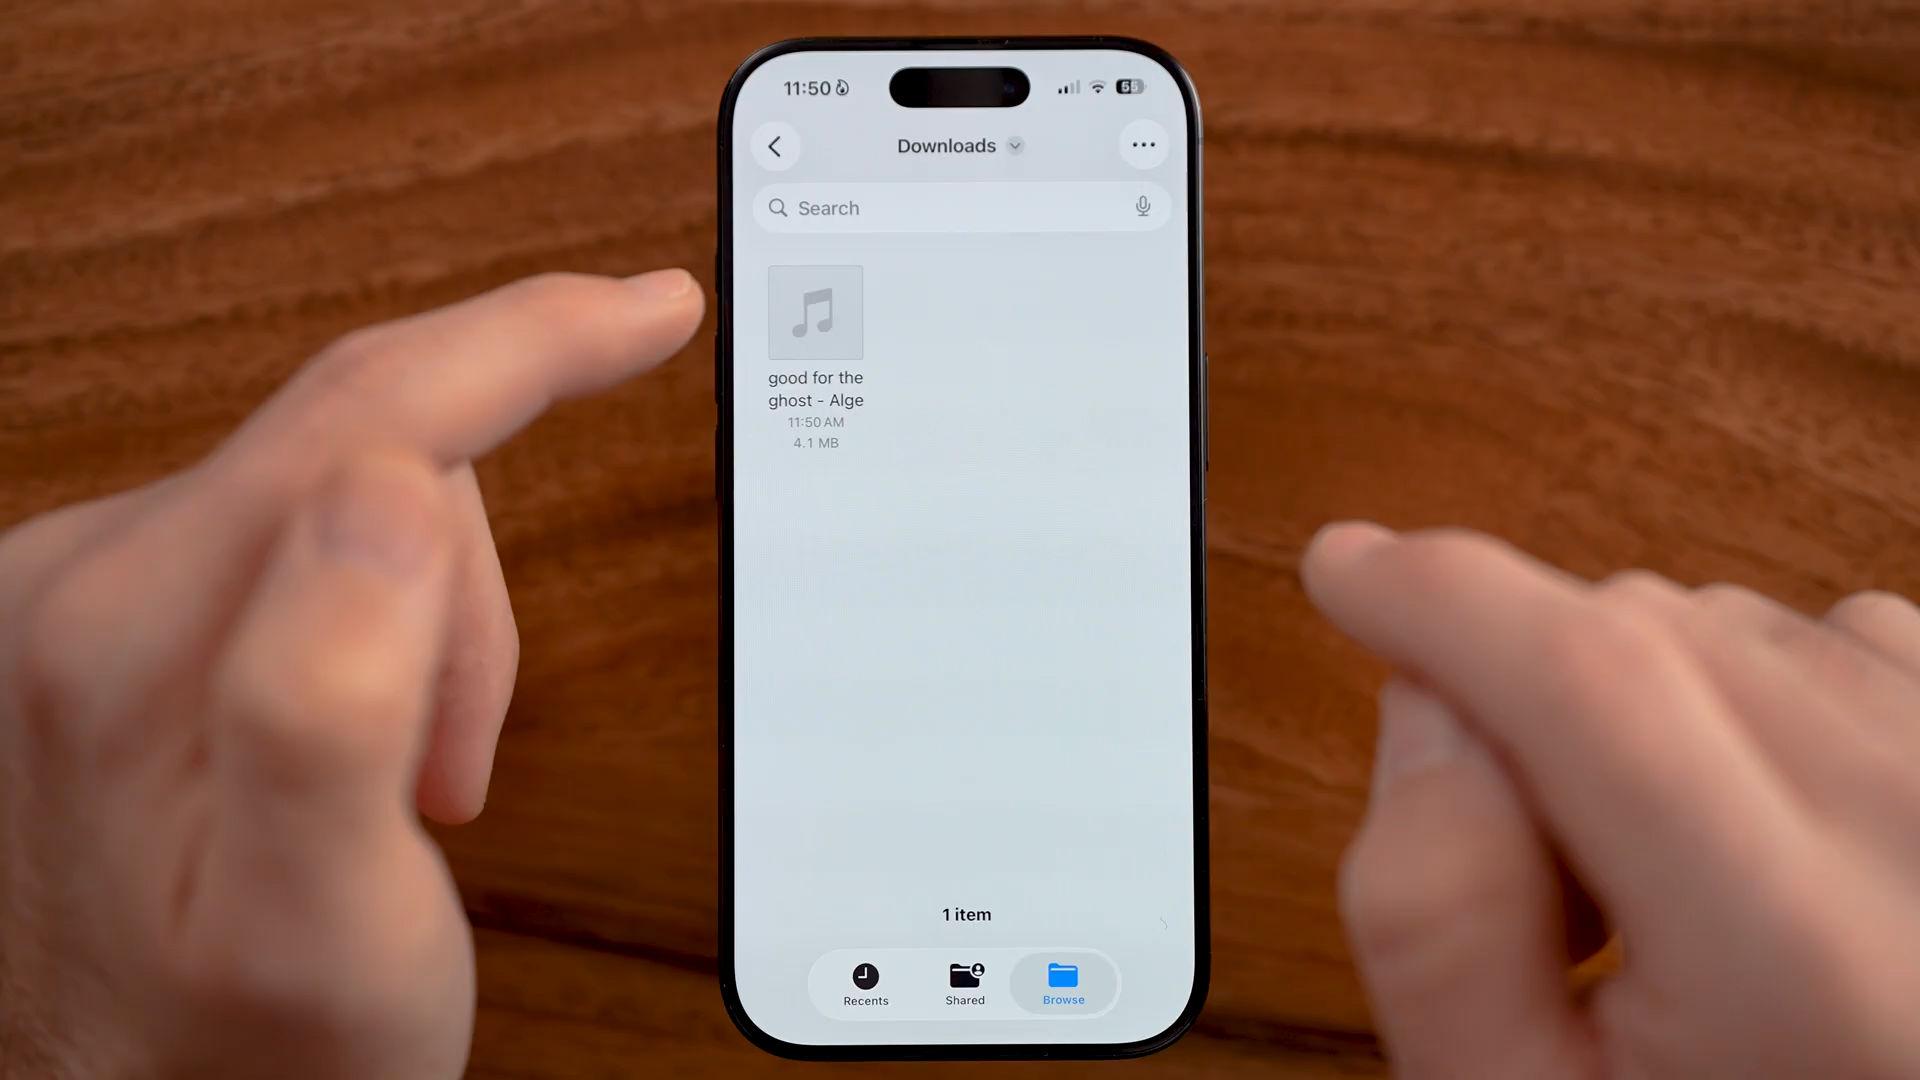 11:50
55
Downloads
Search
good for the
ghost - Alge
11:50 AM
4.1 MB
1 item
Recents
Shared
Browse